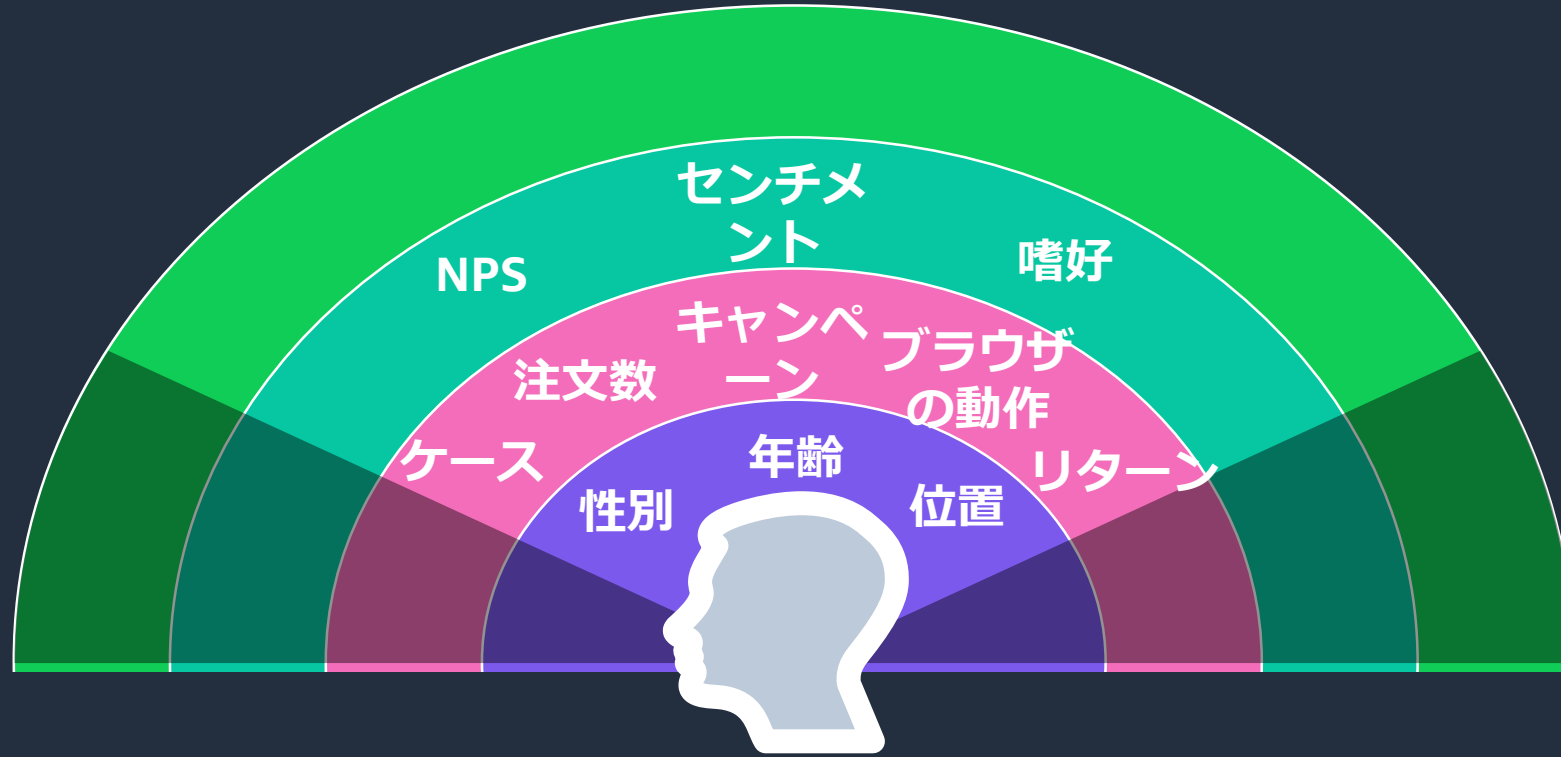 センチメ
ント
NPS
嗜好
キャンペ
ーン
ブラウザ
の動作
注文数
ケース
リターン
年齢
性別
位置